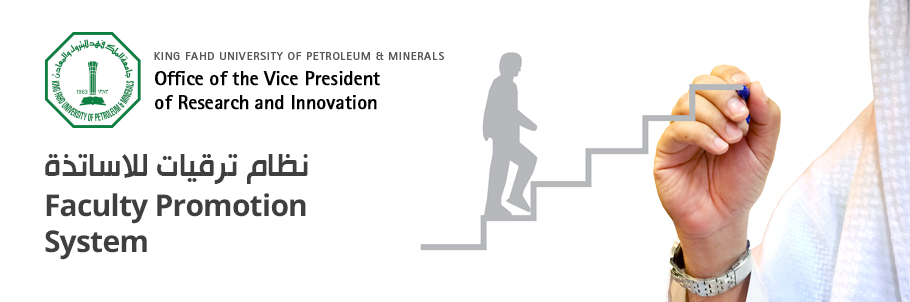 جامعة الملك فهد للبترول والمعادن
1963 ١٣٨٣
KING FAHD UNIVERSITY OF PETROLEUM & MINERALS
KING FAHD UNIVERSITY OF PETROLEUM & MINERALS
Office of the Vice President
of Research and Innovation
نظام ترقيات للاساتذة
Faculty Promotion
System